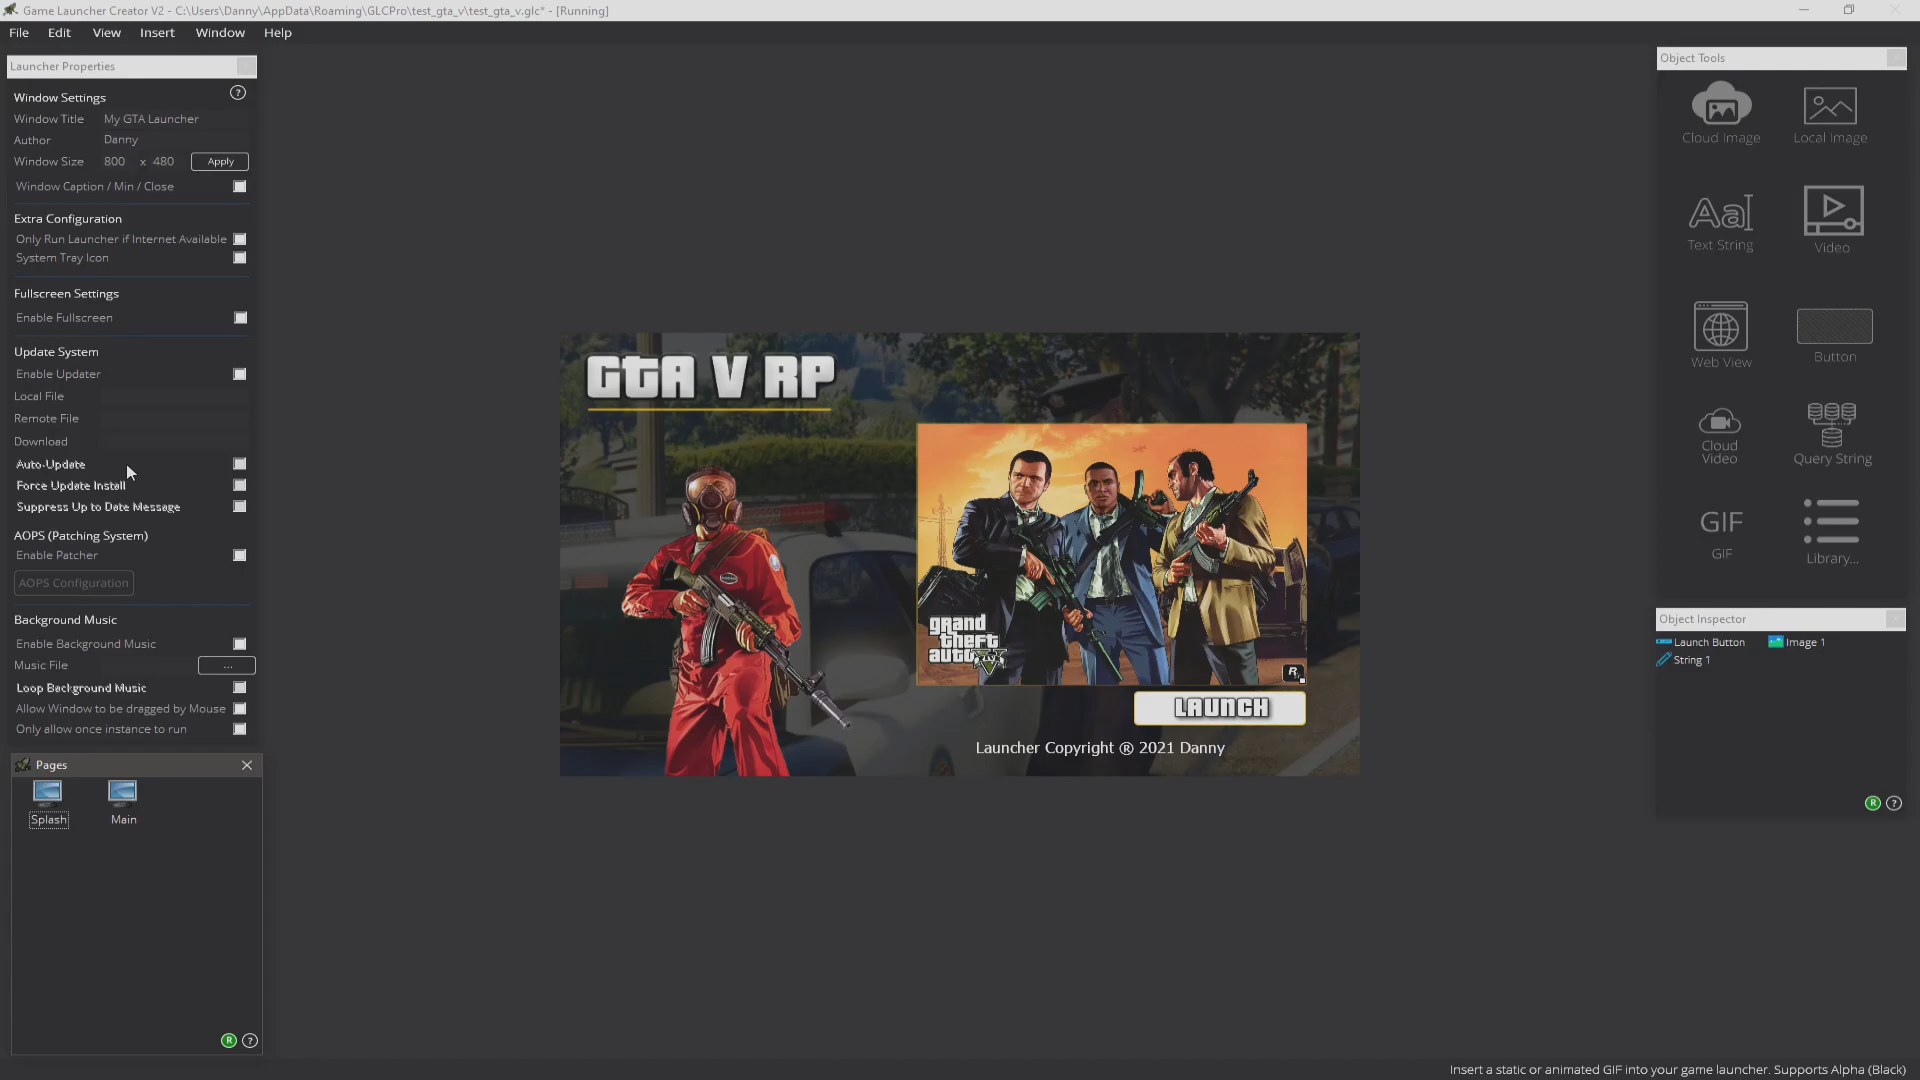 Game Launcher Creator V2 - C:\Users\Danny\AppData\Roaming\GLCPro\test_gta_v\test_gta_v.glc* - [Running]
File Edit View Insert Window Help
Launcher Properties
Window Settings ?
Window Title My GTA Launcher
Author Danny
Window Size 800 x 480 Apply
Window Caption / Min / Close
Extra Configuration
Only Run Launcher if Internet Available
System Tray Icon
Fullscreen Settings
Enable Fullscreen
Update System
Enable Updater
Local File
Remote File
Download
Auto-Update
Force Update Install
Suppress Up to Date Message
AOPS (Patching System)
Enable Patcher
AOPS Configuration
Background Music
Enable Background Music
Music File ...
Loop Background Music
Allow Window to be dragged by Mouse
Only allow once instance to run
Pages
Splash Main
R ?
GTA V RP
grand
theft
auto V
R
LAUNCH
Launcher Copyright ® 2021 Danny
Object Tools
Cloud Image Local Image
Aa
Text String Video
Web View Button
Cloud Video Query String
GIF
GIF Library...
Object Inspector
Launch Button Image 1
String 1
R ?
Insert a static or animated GIF into your game launcher. Supports Alpha (Black)